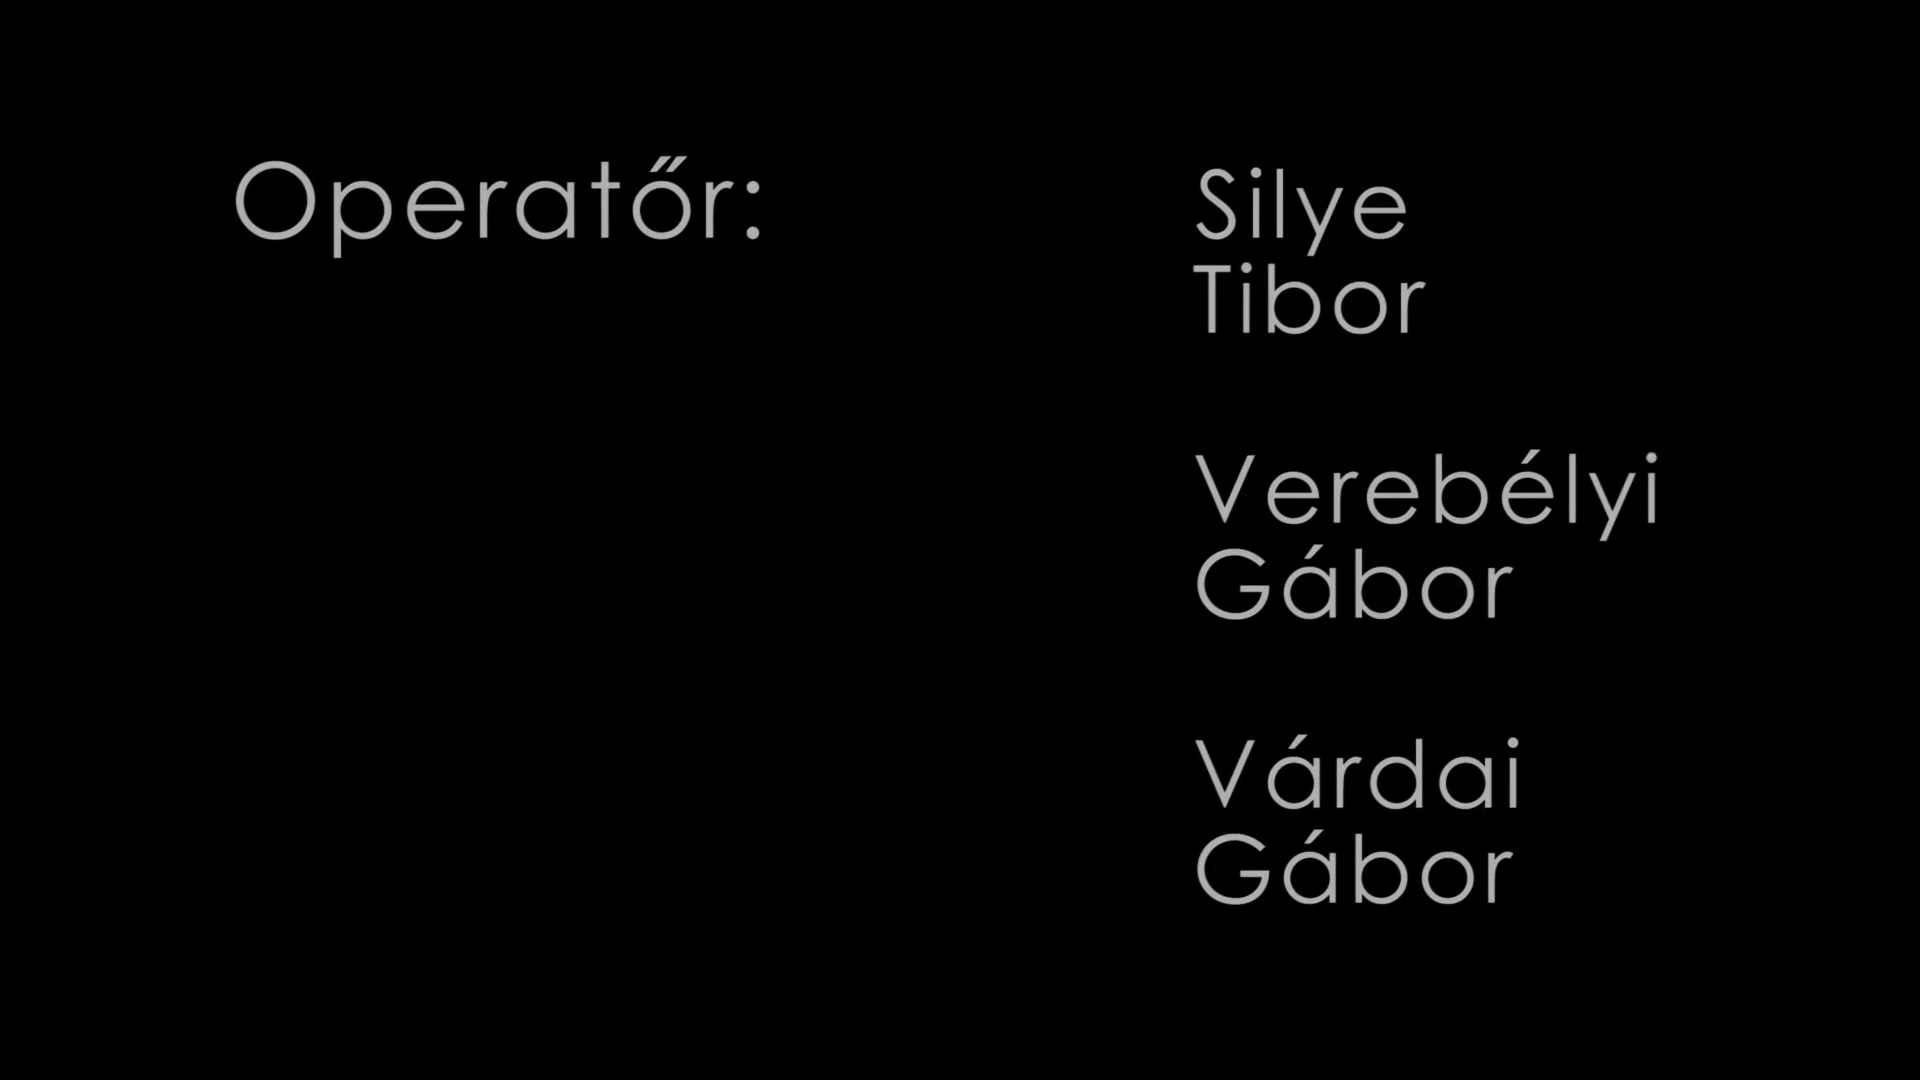 Operatőr:
Silye
Tibor
Verebélyi
Gábor
Várdai
Gábor